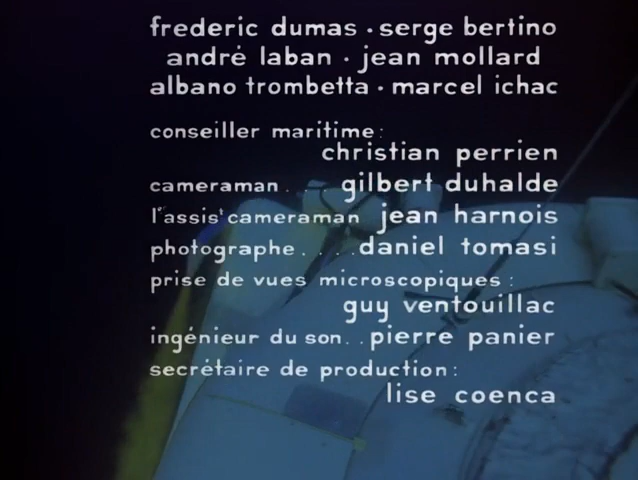 frederic dumas • serge bertino
andré laban • jean mollard
albano trombetta • marcel ichac
conseiller maritime:
christian perrien
cameraman . . . gilbert duhalde
l'assist cameraman jean harnois
photographe . . . . daniel tomasi
prise de vues microscopiques :
guy ventouillac
ingénieur du son . . pierre panier
secrétaire de production :
lise coenca